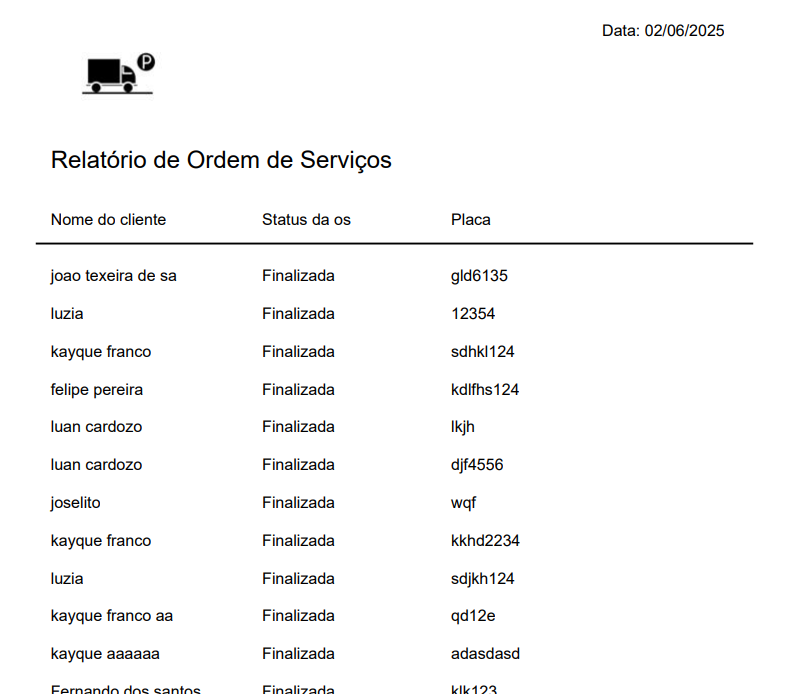 Data: 02/06/2025
P
Relatório de Ordem de Serviços
Nome do cliente Status da os Placa
joao texeira de sa Finalizada gld6135
luzia Finalizada 12354
kayque franco Finalizada sdhkl124
felipe pereira Finalizada kdlfhs124
luan cardozo Finalizada lkjh
luan cardozo Finalizada djf4556
joselito Finalizada wqf
kayque franco Finalizada kkhd2234
luzia Finalizada sdjkh124
kayque franco aa Finalizada qd12e
kayque aaaaaa Finalizada adasdasd
Fernando dos santos Finalizada klk123